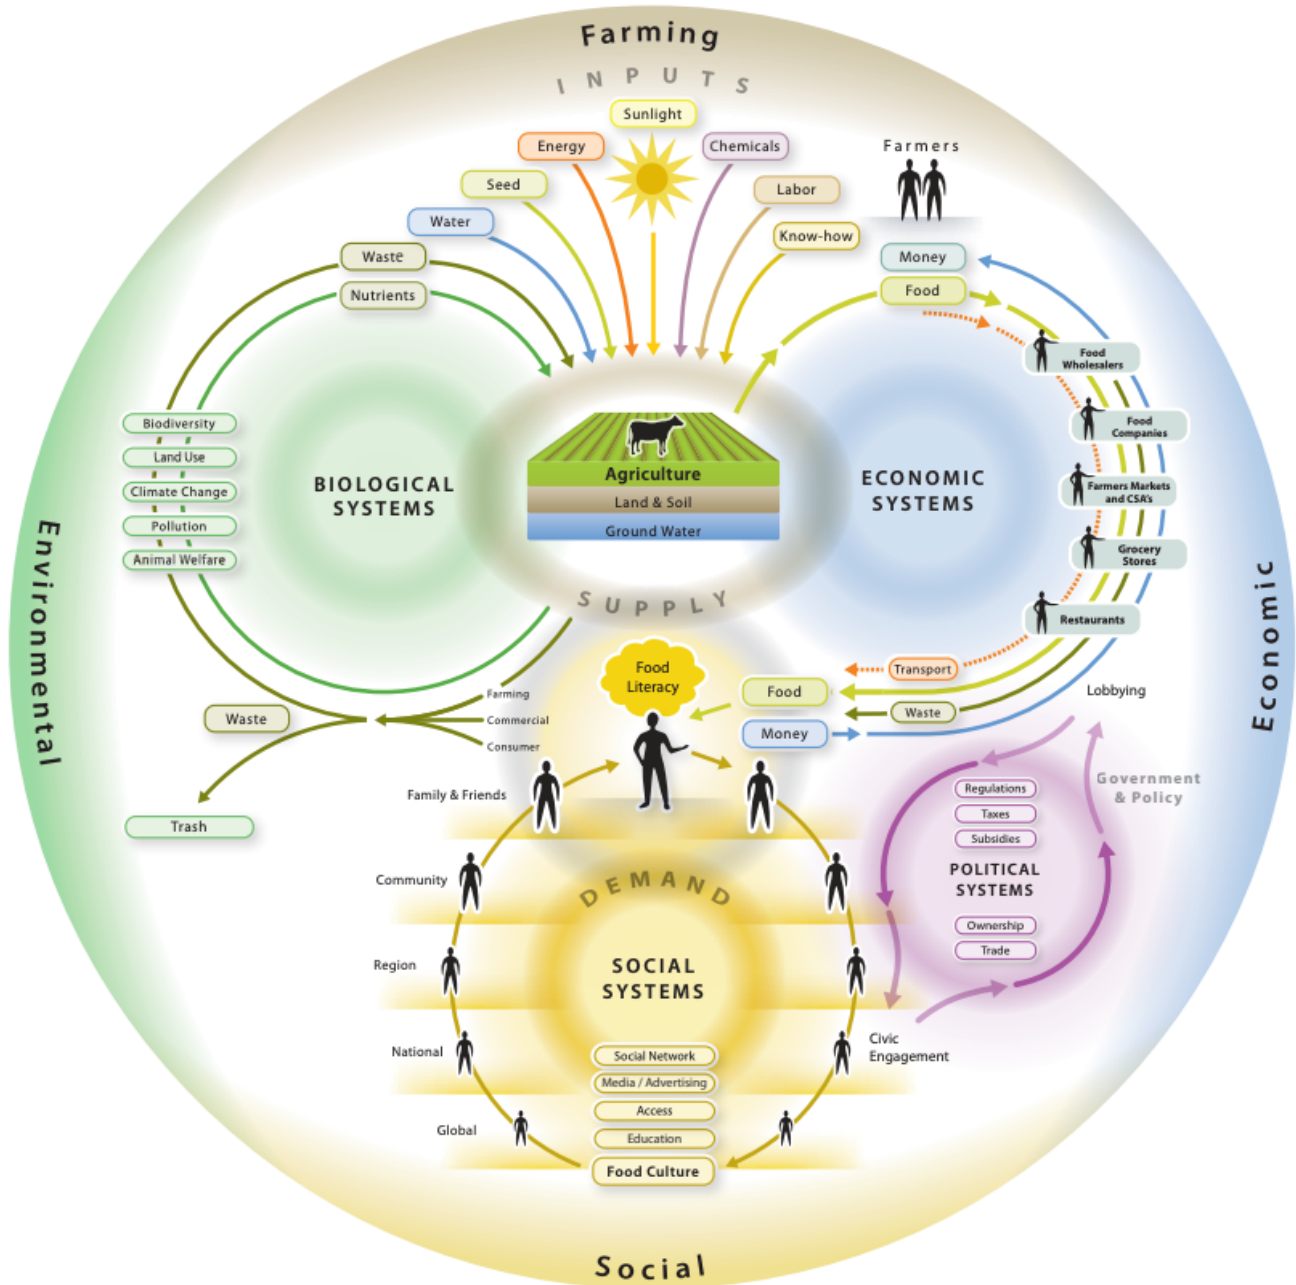 Farming
INPUTS
Sunlight
Energy
Chemicals
Seed
Labor
Water
Know-how
Waste
Nutrients
Farmers
Money
Food
Food
Wholesalers
Food
Companies
Farmers Markets
and CSA's
Grocery
Stores
Restaurants
Biodiversity
Land Use
Climate Change
Pollution
Animal Welfare
BIOLOGICAL
SYSTEMS
Agriculture
Land & Soil
Ground Water
ECONOMIC
SYSTEMS
SUPPLY
Environmental
Economic
Food
Literacy
Transport
Food
Waste
Money
Lobbying
Farming
Commercial
Consumer
Waste
Trash
Government
& Policy
Regulations
Taxes
Subsidies
POLITICAL
SYSTEMS
Ownership
Trade
Civic
Engagement
Family & Friends
Community
Region
National
Global
DEMAND
SOCIAL
SYSTEMS
Social Network
Media / Advertising
Access
Education
Food Culture
Social